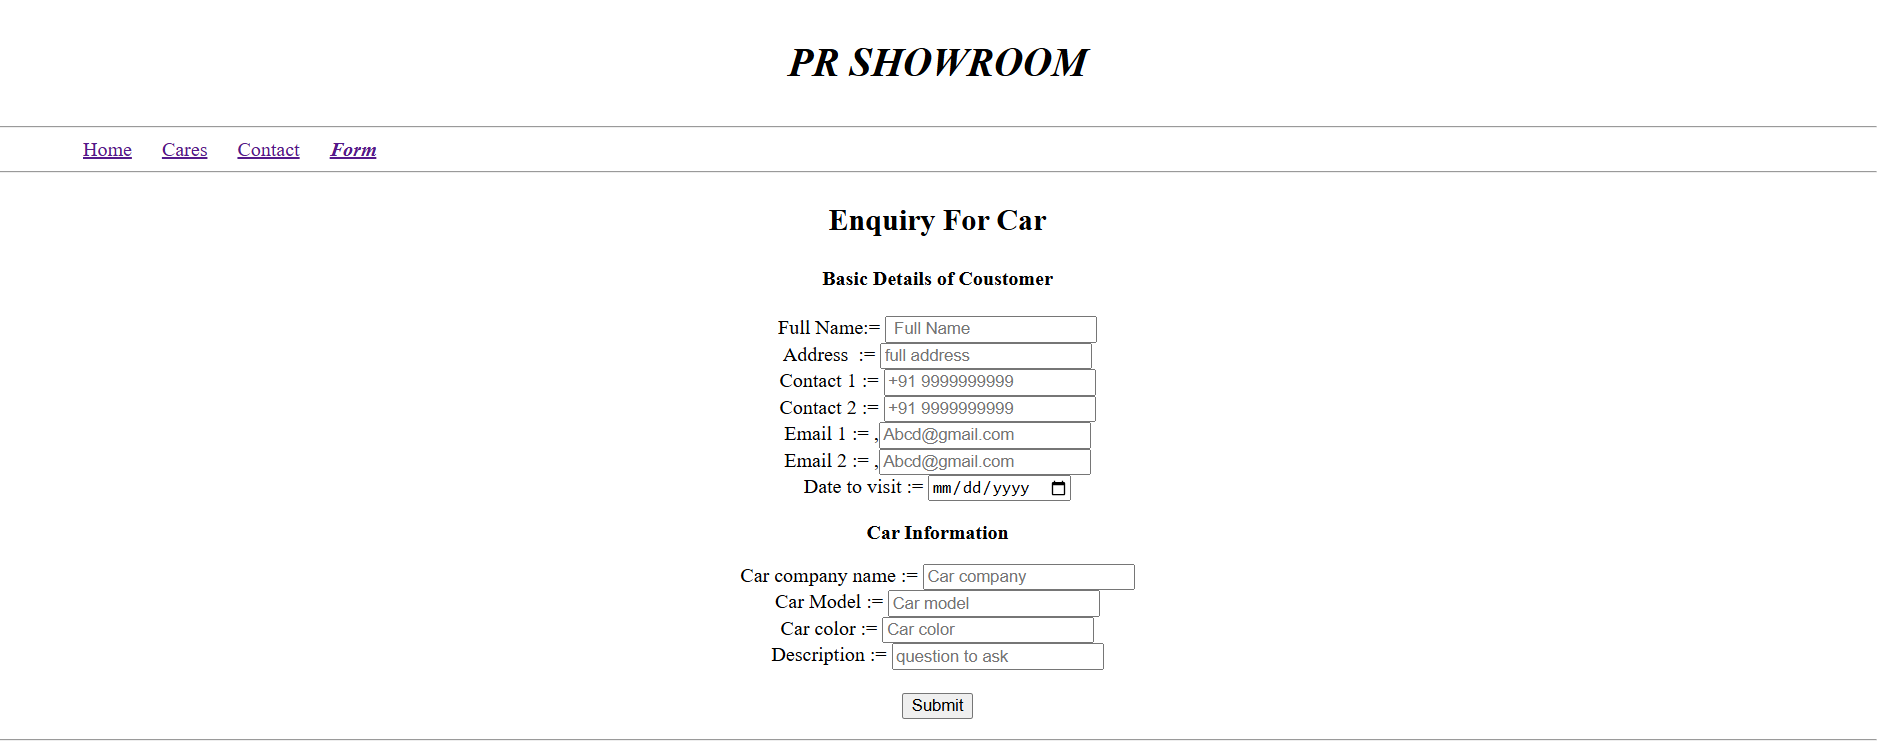 PR SHOWROOM
Home Cares Contact Form
Enquiry For Car
Basic Details of Coustomer
Full Name:= Full Name
Address := full address
Contact 1 := +91 9999999999
Contact 2 := +91 9999999999
Email 1 := ,Abcd@gmail.com
Email 2 := ,Abcd@gmail.com
Date to visit := mm/dd/yyyy
Car Information
Car company name := Car company
Car Model := Car model
Car color := Car color
Description := question to ask
Submit